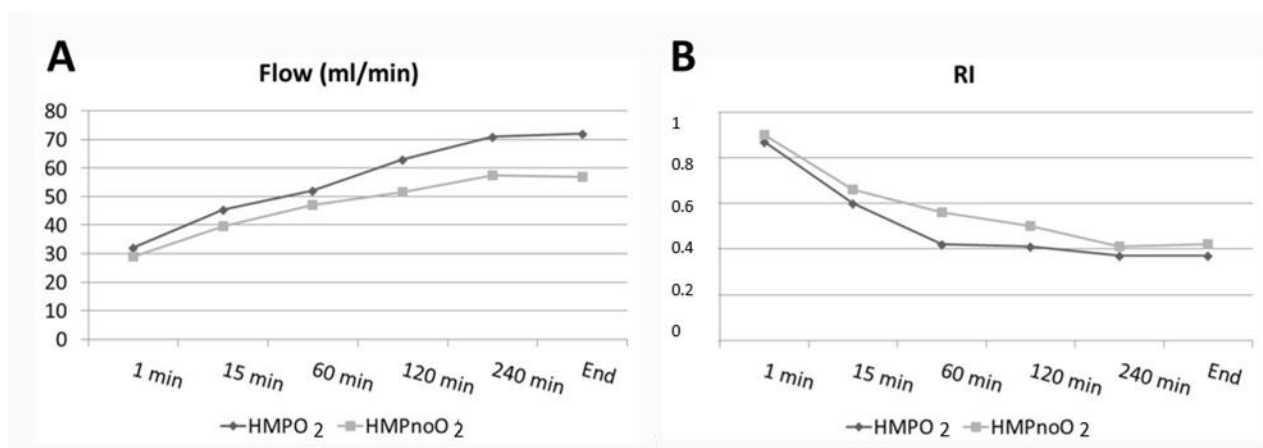 A
Flow (ml/min)
80
70
60
50
40
30
20
10
0
1 min
15 min
60 min
120 min
240 min
End
HMPO 2
HMPnoO 2
B
RI
1
0.8
0.6
0.4
0.2
0
1 min
15 min
60 min
120 min
240 min
End
HMPO 2
HMPnoO 2